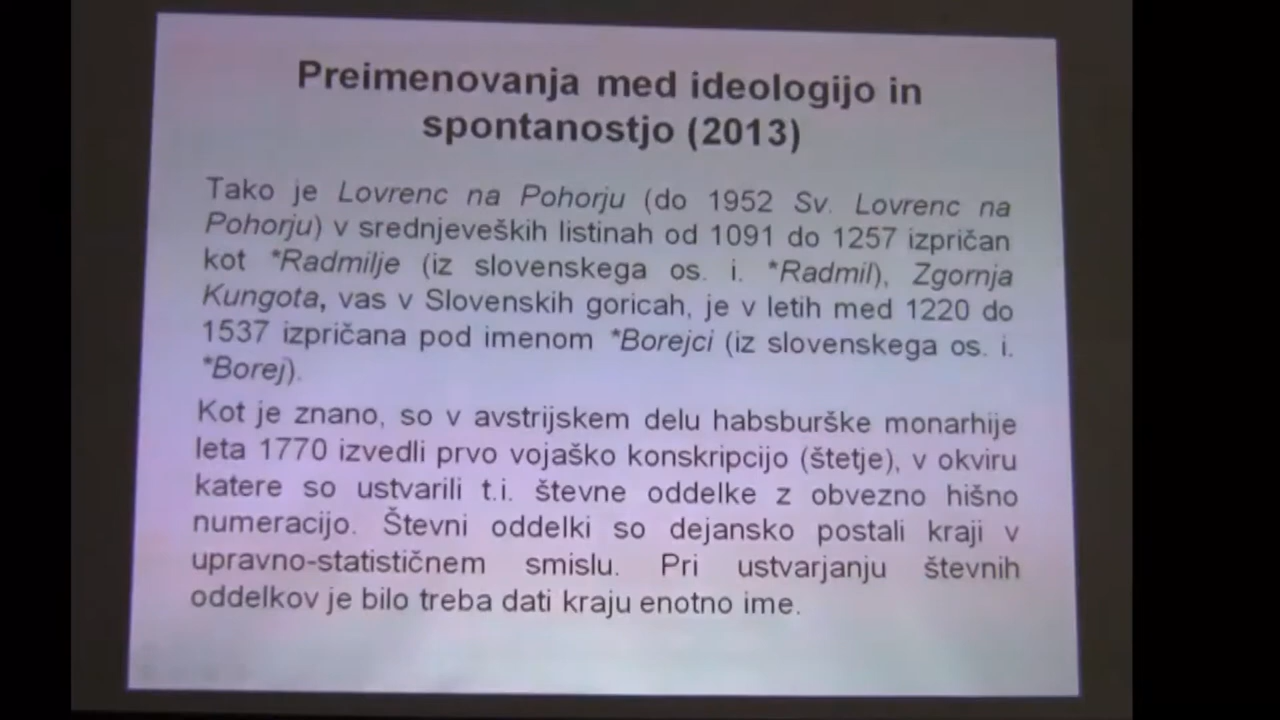 Preimenovanja med ideologijo in
spontanostjo (2013)
Tako je Lovrenc na Pohorju (do 1952 Sv. Lovrenc na
Pohorju) v srednjeveških listinah od 1091 do 1257 izpričan
kot *Radmilje (iz slovenskega os. i. *Radmil), Zgornja
Kungota, vas v Slovenskih goricah, je v letih med 1220 do
1537 izpričana pod imenom *Borejci (iz slovenskega os. i.
*Borej).
Kot je znano, so v avstrijskem delu habsburške monarhije
leta 1770 izvedli prvo vojaško konskripcijo (štetje), v okviru
katere so ustvarili t.i. števne oddelke z obvezno hišno
numeracijo. Števni oddelki so dejansko postali kraji v
upravno-statističnem smislu. Pri ustvarjanju števnih
oddelkov je bilo treba dati kraju enotno ime.